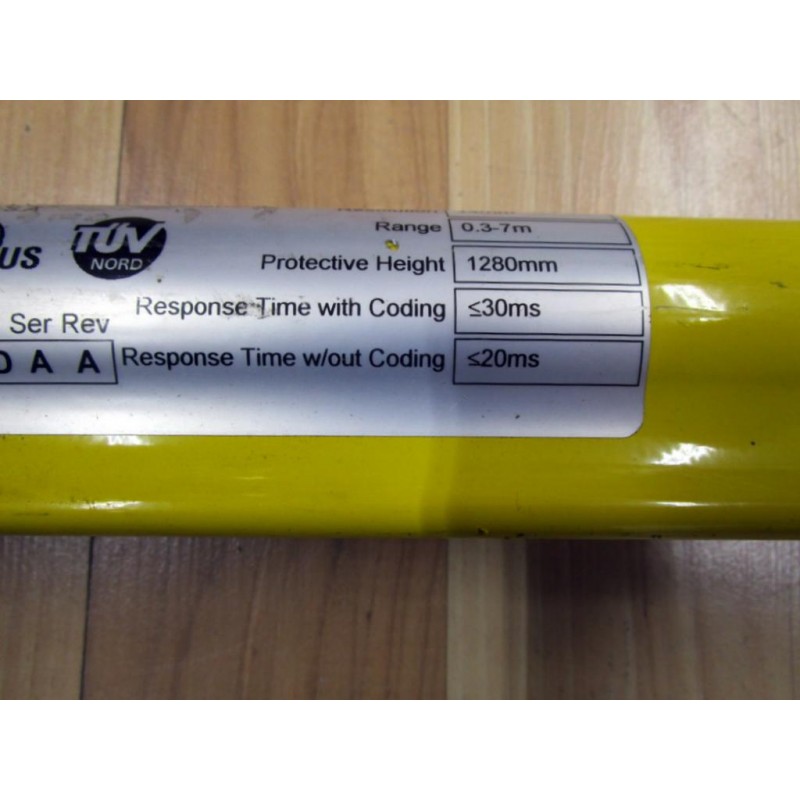 Resolution
Range 0.3-7m
US TÜV NORD
Protective Height 1280mm
Response Time with Coding ≤30ms
Ser Rev
D A A
Response Time w/out Coding ≤20ms